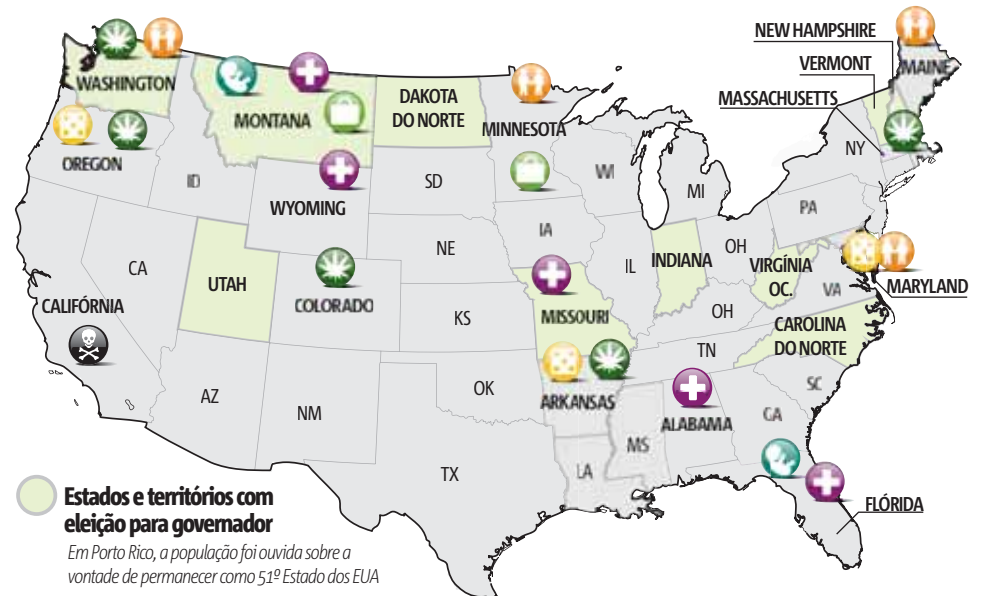 NEW HAMPSHIRE
VERMONT
MAINE
MASSACHUSETTS
WASHINGTON
MONTANA
DAKOTA
DO NORTE
MINNESOTA
OREGON
ID
WYOMING
SD
WI
MI
NY
PA
IA
NE
CA
UTAH
COLORADO
IL
INDIANA
OH
VIRGÍNIA
OC.
VA
MARYLAND
CALIFÓRNIA
KS
MISSOURI
OH
CAROLINA
DO NORTE
TN
AZ
NM
OK
ARKANSAS
SC
ALABAMA
GA
MS
LA
TX
FLÓRIDA
Estados e territórios com
eleição para governador
Em Porto Rico, a população foi ouvida sobre a
vontade de permanecer como 51º Estado dos EUA